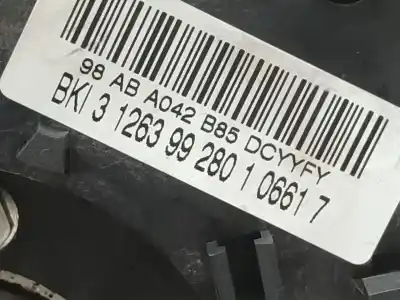 98 AB A042 B85 DCYYFY
BKI 3 1263 99 280 1 0661 7